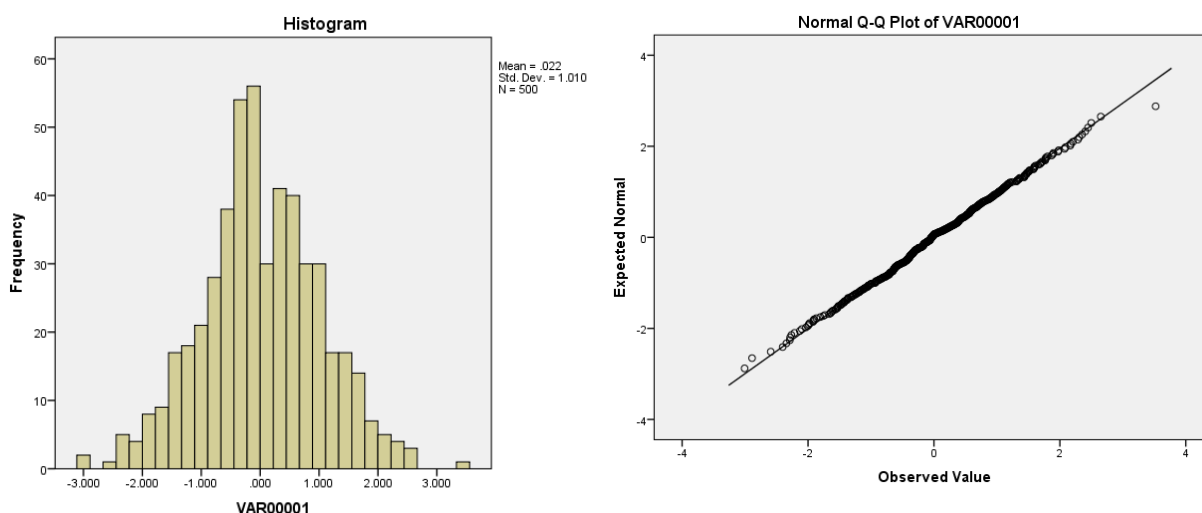 Histogram
Mean = .022
Std. Dev. = 1.010
N = 500
Frequency
60
50
40
30
20
10
0
-3.000 -2.000 -1.000 .000 1.000 2.000 3.000
VAR00001
Normal Q-Q Plot of VAR00001
Expected Normal
4
2
0
-2
-4
-4 -2 0 2 4
Observed Value